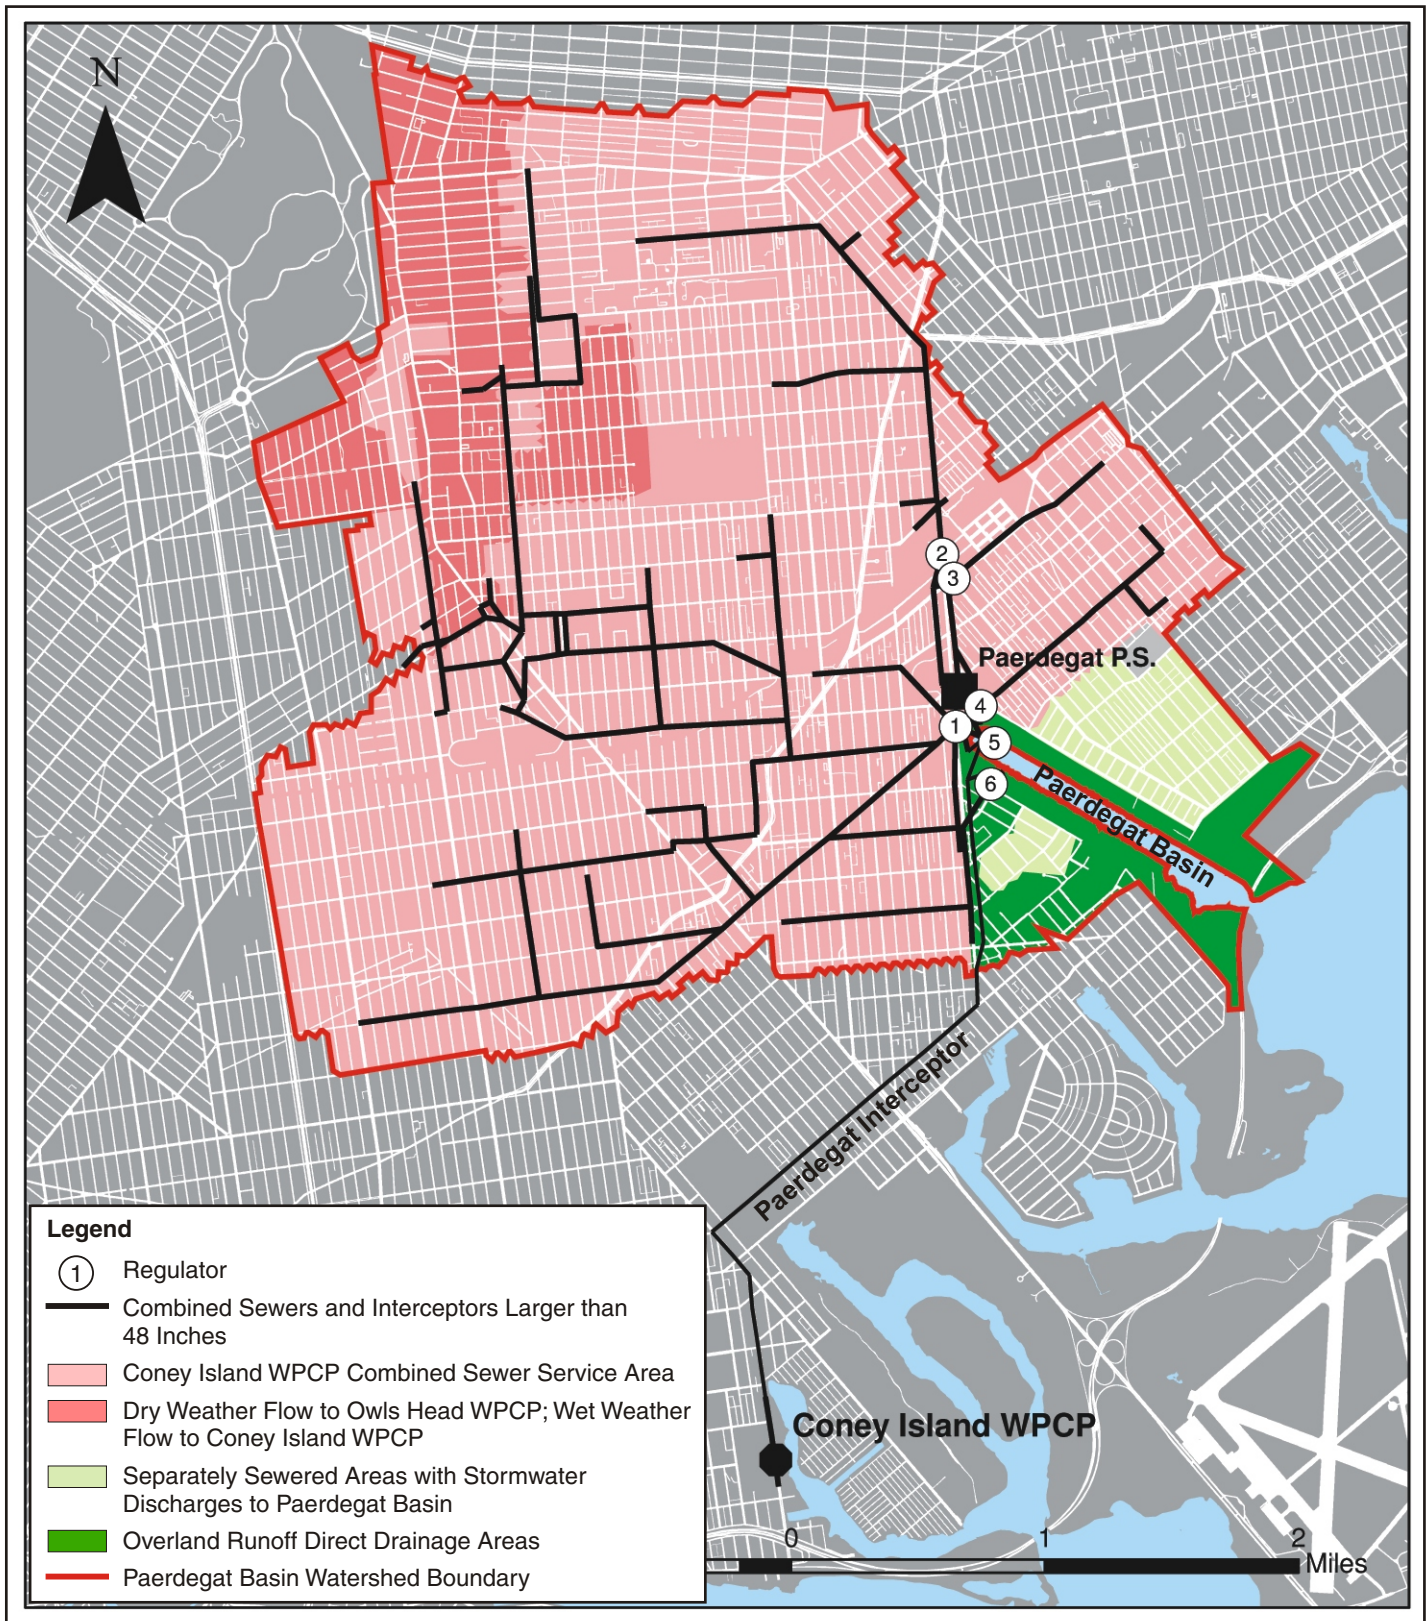 N
2
3
Paerdegat P.S.
4
1
5
6
Paerdegat Basin
Paerdegat Interceptor
Legend
1
Regulator
Combined Sewers and Interceptors Larger than
48 Inches
Coney Island WPCP Combined Sewer Service Area
Dry Weather Flow to Owls Head WPCP; Wet Weather
Flow to Coney Island WPCP
Separately Sewered Areas with Stormwater
Discharges to Paerdegat Basin
Overland Runoff Direct Drainage Areas
Paerdegat Basin Watershed Boundary
Coney Island WPCP
0
1
2
Miles